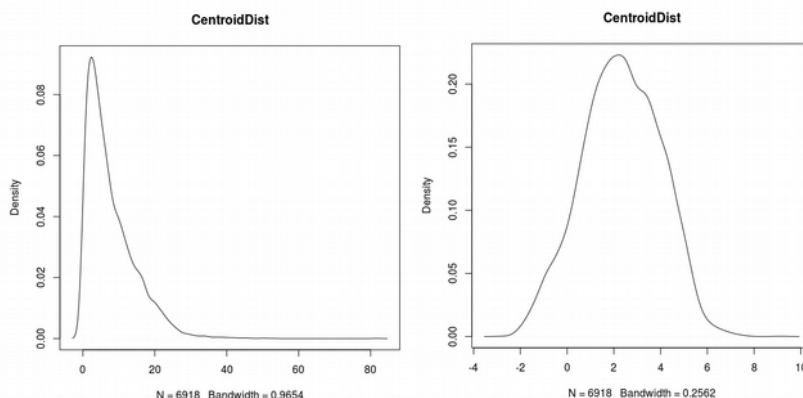 CentroidDist
Density
0.00
0.02
0.04
0.06
0.08
0 20 40 60 80
N = 6918 Bandwidth = 0.9654
CentroidDist
Density
0.00
0.05
0.10
0.15
0.20
-4 -2 0 2 4 6 8 10
N = 6918 Bandwidth = 0.2562